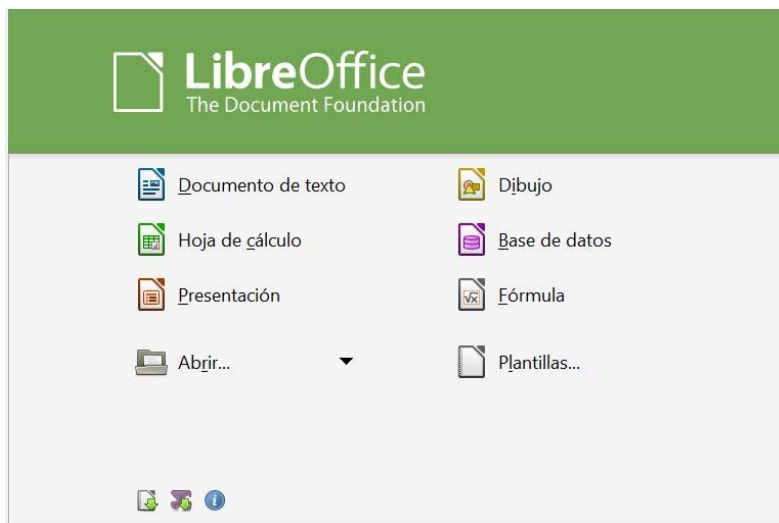 LibreOffice
The Document Foundation
Documento de texto
Dibujo
Hoja de cálculo
Base de datos
Presentación
Fórmula
Abrir...
Plantillas...